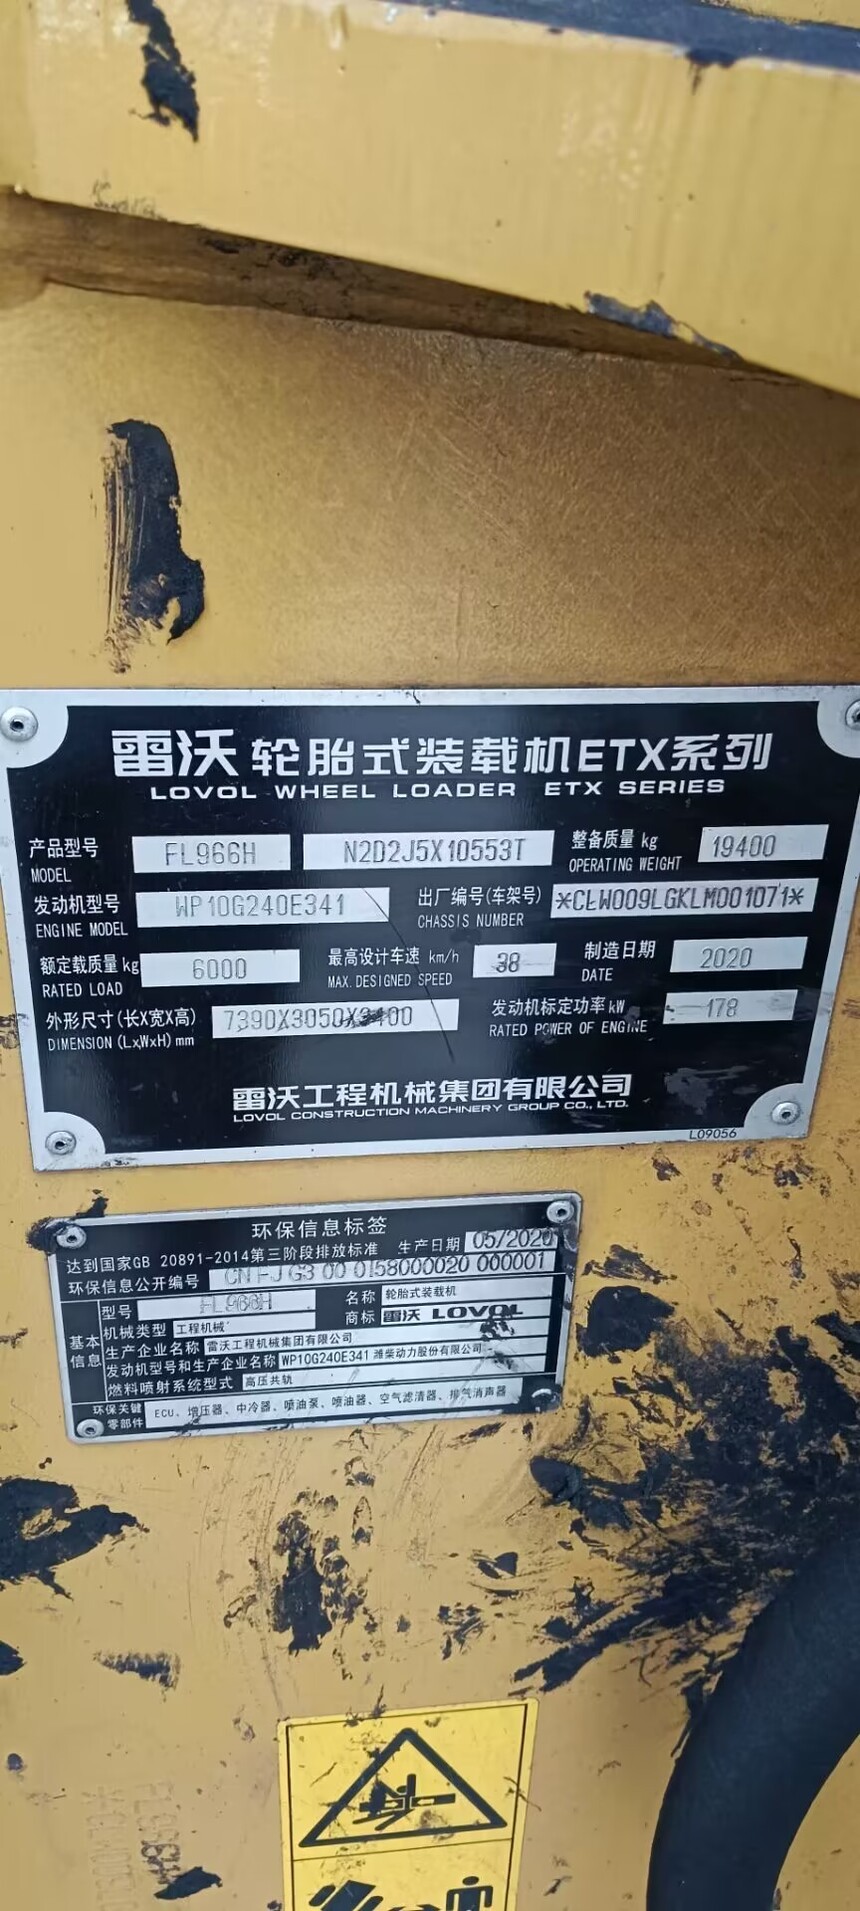 雷沃 轮胎式装载机ETX系列
LOVOL WHEEL LOADER ETX SERIES
产品型号 FL966H N2D2J5X10553T 整备质量 kg 19400
MODEL OPERATING WEIGHT
发动机型号 WP10G240E341 出厂编号(车架号) *CLW009LGKLM001071*
ENGINE MODEL CHASSIS NUMBER
额定载质量 kg 6000 最高设计车速 km/h 38 制造日期 2020
RATED LOAD MAX. DESIGNED SPEED DATE
外形尺寸(长X宽X高) 7390X3050X3400 发动机标定功率 kW 178
DIMENSION (LxWxH) mm RATED POWER OF ENGINE
雷沃工程机械集团有限公司
LOVOL CONSTRUCTION MACHINERY GROUP CO., LTD.
L09056
环保信息标签
达到国家GB 20891-2014第三阶段排放标准 生产日期 05/2020
环保信息公开编号 CN FJ G3 00 0158000020 000001
基本信息
型号 FL966H 名称 轮胎式装载机
机械类型 工程机械 商标 雷沃 LOVOL
生产企业名称 雷沃工程机械集团有限公司
发动机型号和生产企业名称 WP10G240E341 潍柴动力股份有限公司
燃料喷射系统型式 高压共轨
环保关键零部件 ECU、增压器、中冷器、喷油泵、喷油器、空气滤清器、排气消声器